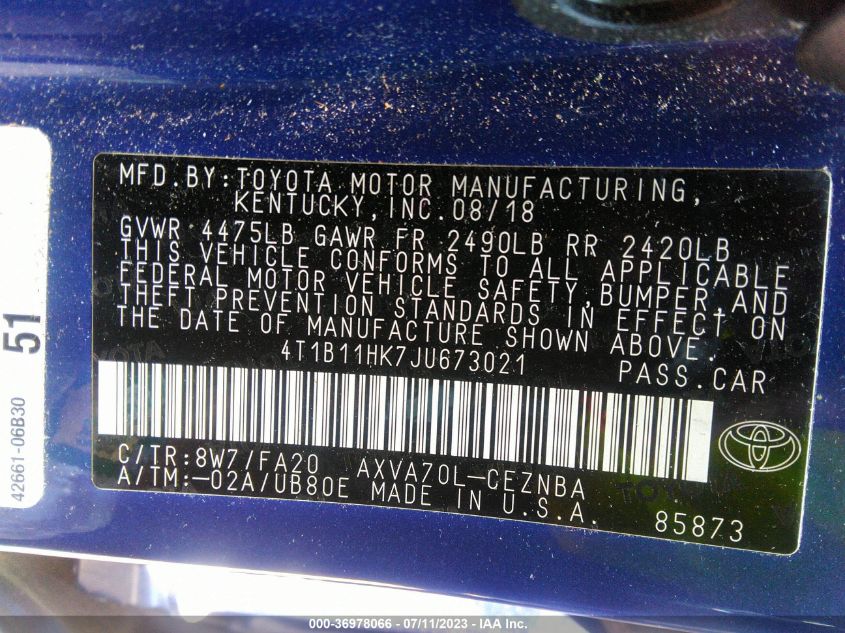 MFD.BY:TOYOTA MOTOR MANUFACTURING,
KENTUCKY,INC.08/18
GVWR 4475LB GAWR FR 2490LB RR 2420LB
THIS VEHICLE CONFORMS TO ALL APPLICABLE
FEDERAL MOTOR VEHICLE SAFETY,BUMPER,AND
THEFT PREVENTION STANDARDS IN EFFECT ON
THE DATE OF MANUFACTURE SHOWN ABOVE.
4T1B11HK7JU673021
PASS.CAR
C/TR:8W7/FA20 AXVA70L-CEZNBA
A/TM:-02A/UB80E MADE IN U.S.A.
85873
51
42661-06B30
000-36978066 - 07/11/2023 - IAA Inc.